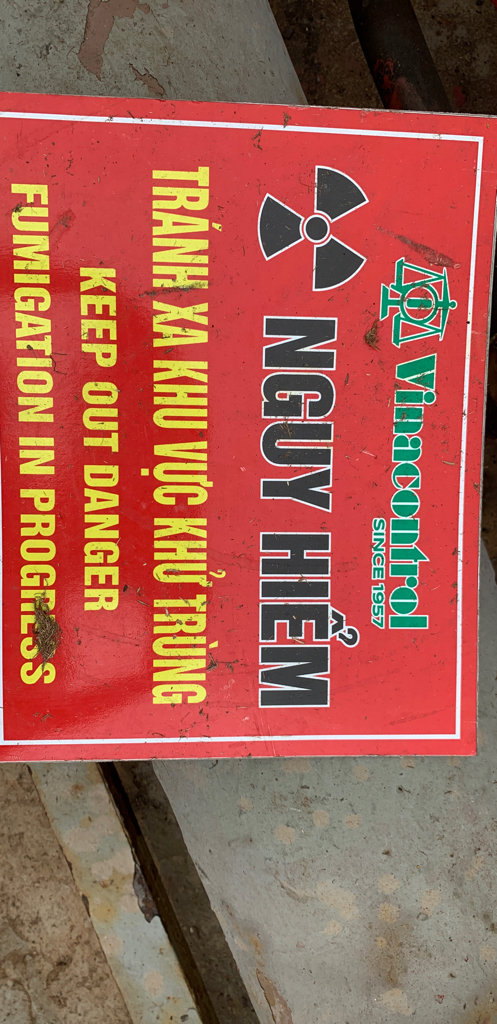 Vinacontrol
SINCE 1957
NGUY HIỂM
TRÁNH XA KHU VỰC KHỬ TRÙNG
KEEP OUT DANGER
FUMIGATION IN PROGRESS